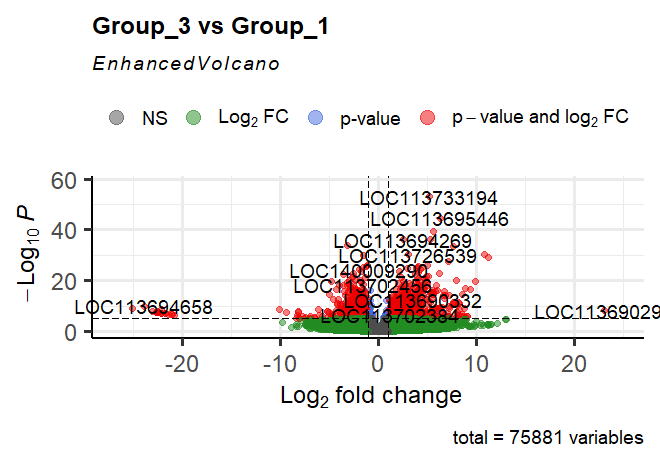 Group_3 vs Group_1
EnhancedVolcano
NS Log2 FC p-value p − value and log2 FC
60
LOC113733194
LOC113695446
40
LOC113694269
LOC113726539
LOC140009290
20
LOC113702456
LOC113690332
LOC113694658
LOC11369029
LOC113702384
0
−Log10 P
-20 -10 0 10 20
Log2 fold change
total = 75881 variables